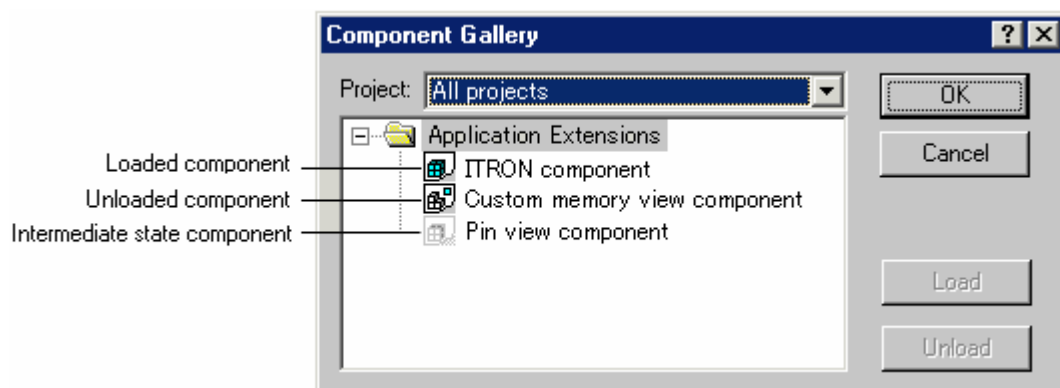 Component Gallery
Project: All projects
OK
Application Extensions
Cancel
Loaded component
ITRON component
Unloaded component
Custom memory view component
Intermediate state component
Pin view component
Load
Unload